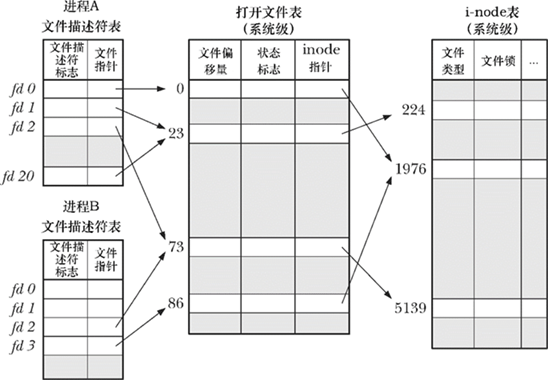 进程A
文件描述符表
文件描
述符
标志
文件
指针
fd 0
fd 1
fd 2
fd 20
进程B
文件描述符表
文件描
述符
标志
文件
指针
fd 0
fd 1
fd 2
fd 3
打开文件表
(系统级)
文件偏
移量
状态
标志
inode
指针
0
23
73
86
i-node表
(系统级)
文件
类型
文件锁
...
224
1976
5139